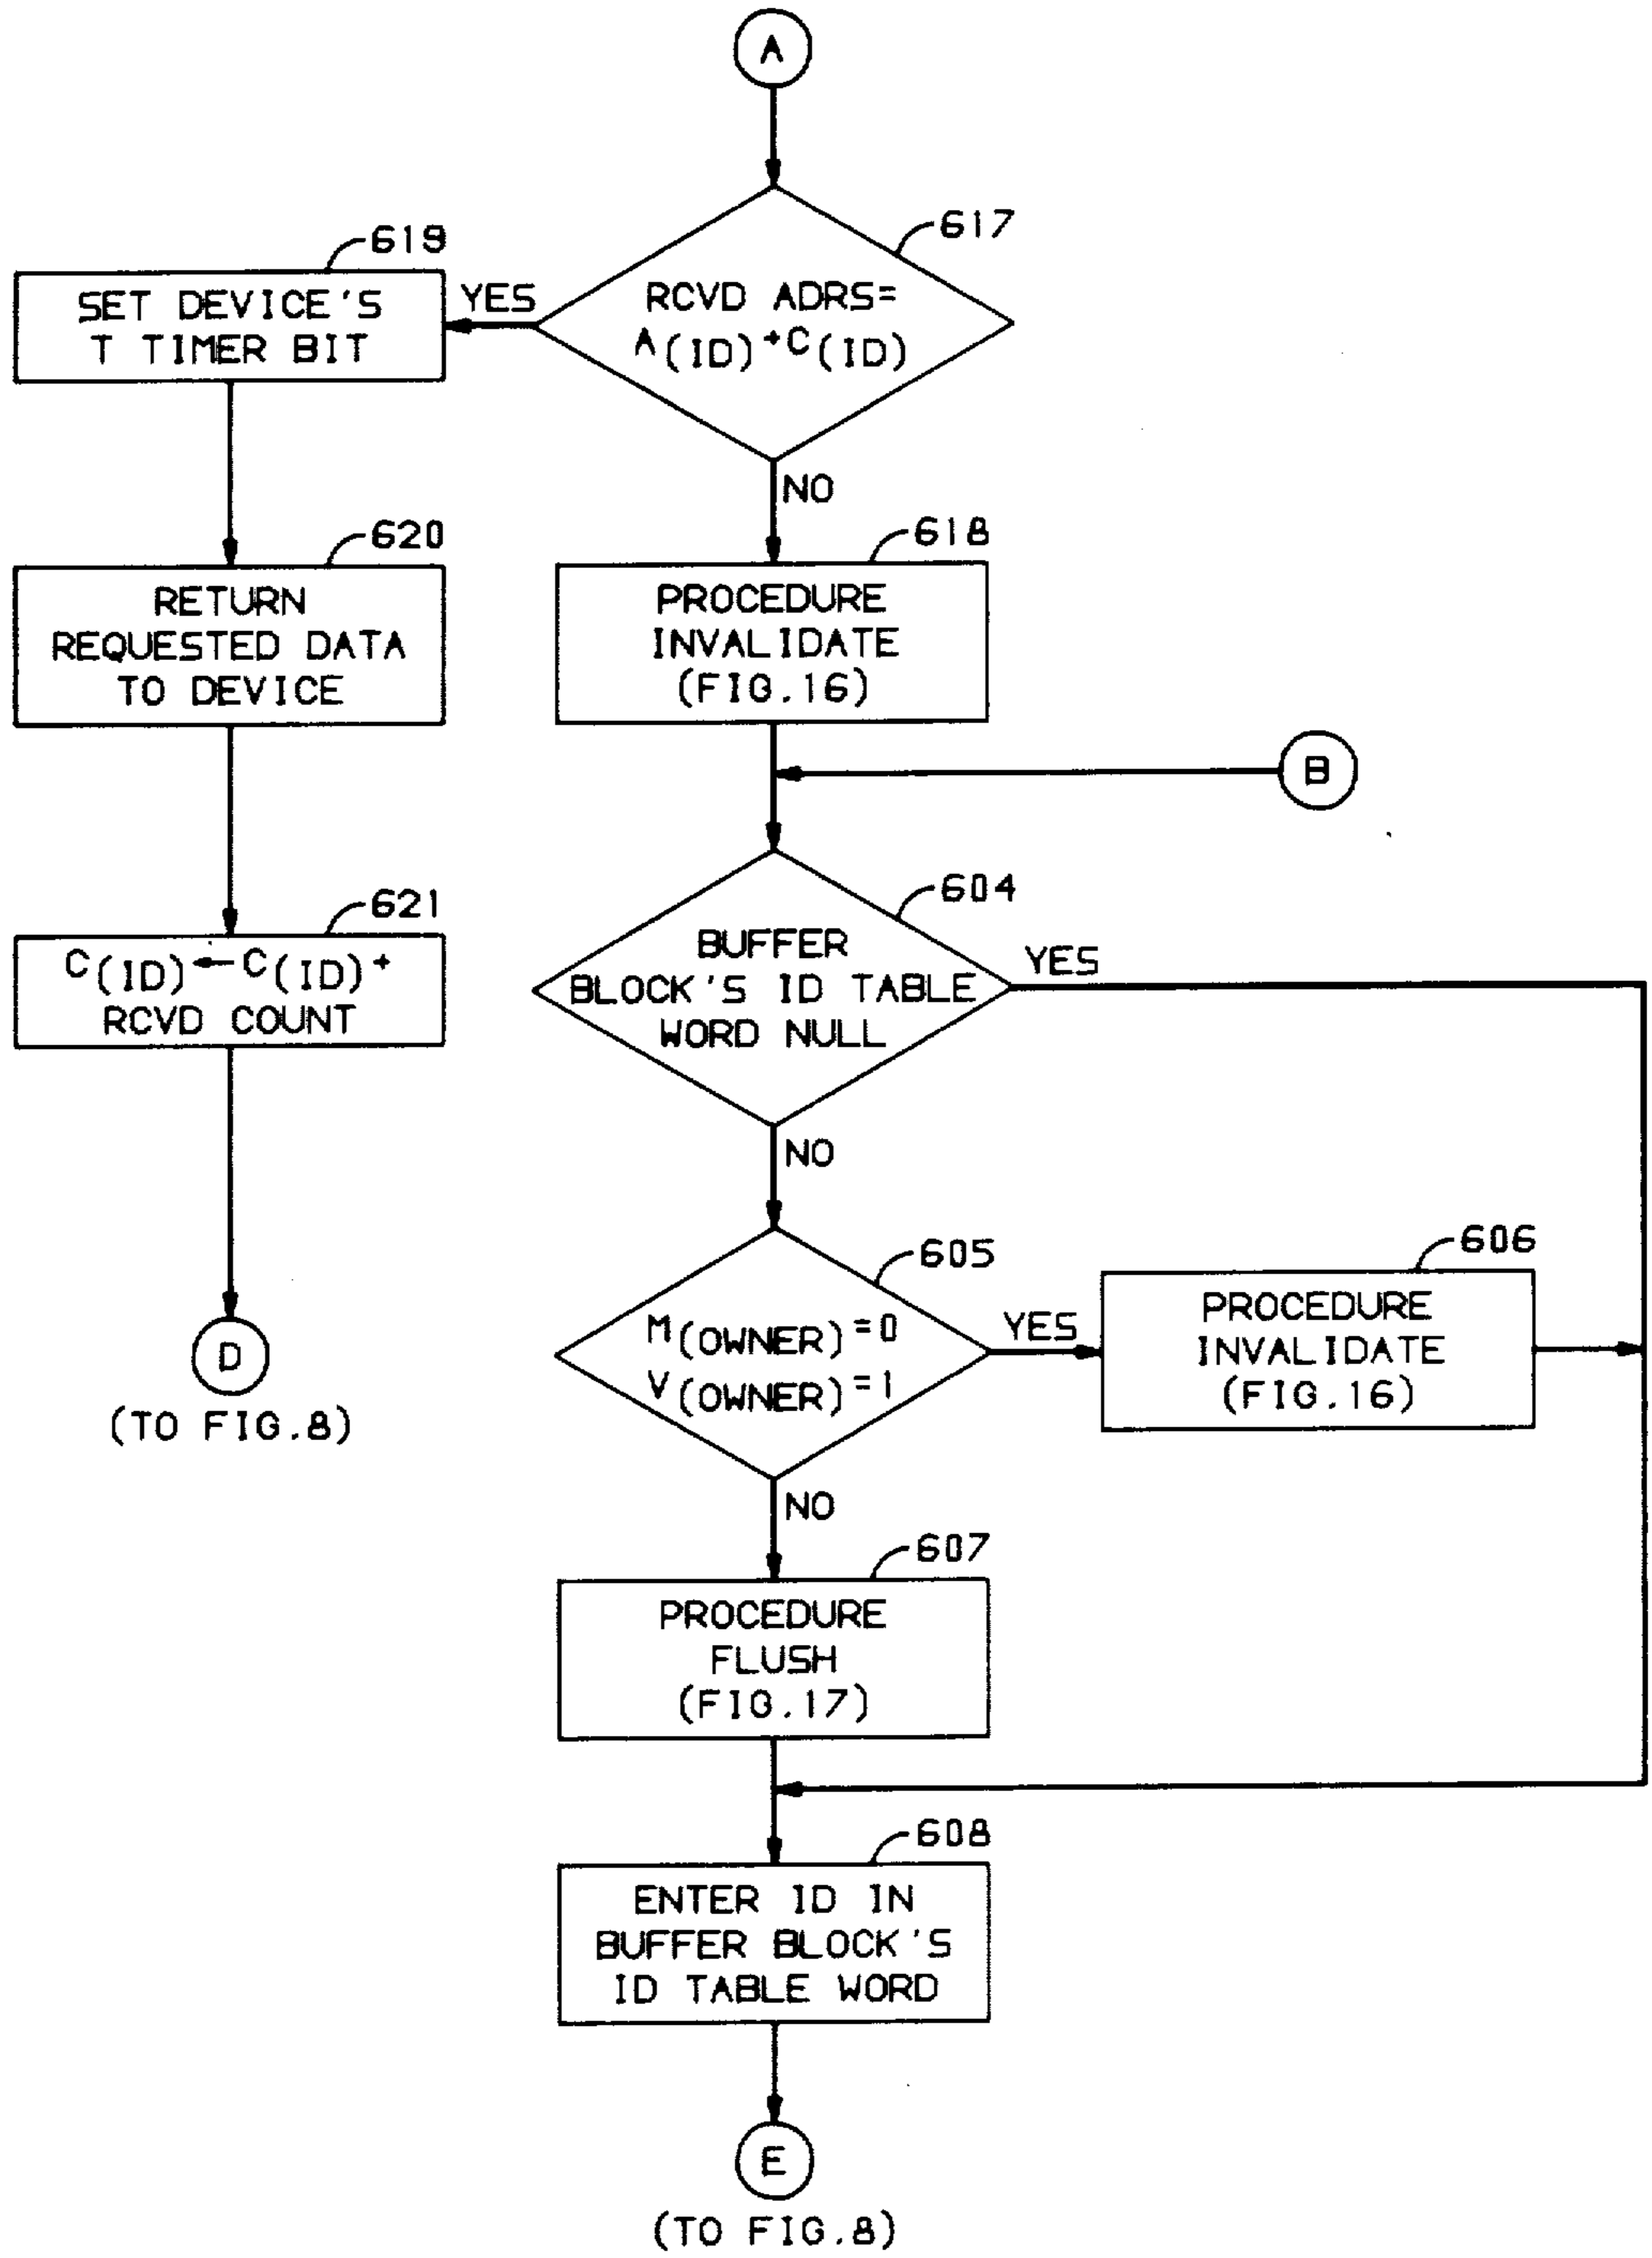 A
617
RCVD ADRS=
A(ID)+C(ID)
YES
NO
619
SET DEVICE'S
T TIMER BIT
620
RETURN
REQUESTED DATA
TO DEVICE
621
C(ID)←C(ID)+
RCVD COUNT
D
(TO FIG.8)
618
PROCEDURE
INVALIDATE
(FIG.16)
B
604
BUFFER
BLOCK'S ID TABLE
WORD NULL
YES
NO
605
M(OWNER)=0
V(OWNER)=1
YES
NO
606
PROCEDURE
INVALIDATE
(FIG.16)
607
PROCEDURE
FLUSH
(FIG.17)
608
ENTER ID IN
BUFFER BLOCK'S
ID TABLE WORD
E
(TO FIG.8)